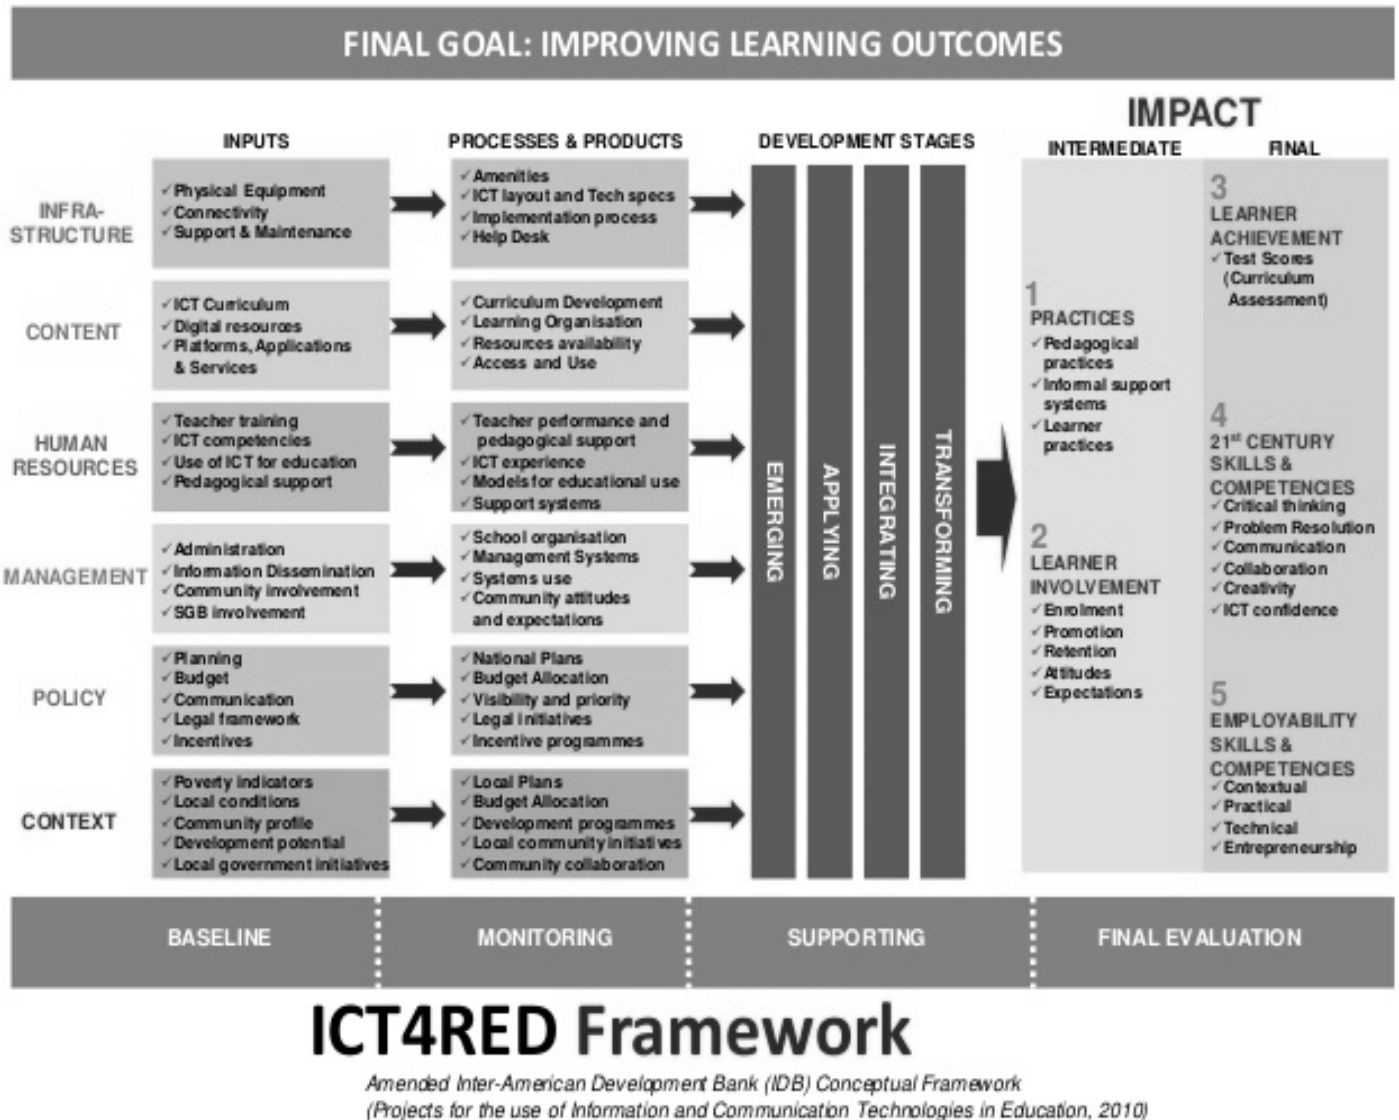 FINAL GOAL: IMPROVING LEARNING OUTCOMES
IMPACT
INPUTS
PROCESSES & PRODUCTS
DEVELOPMENT STAGES
INTERMEDIATE
FINAL
INFRA-
STRUCTURE
✓Physical Equipment
✓Connectivity
✓Support & Maintenance
✓Amenities
✓ICT layout and Tech specs
✓Implementation process
✓Help Desk
CONTENT
✓ICT Curriculum
✓Digital resources
✓Platforms, Applications
& Services
✓Curriculum Development
✓Learning Organisation
✓Resources availability
✓Access and Use
HUMAN
RESOURCES
✓Teacher training
✓ICT competencies
✓Use of ICT for education
✓Pedagogical support
✓Teacher performance and
pedagogical support
✓ICT experience
✓Models for educational use
✓Support systems
MANAGEMENT
✓Administration
✓Information Dissemination
✓Community involvement
✓SGB involvement
✓School organisation
✓Management Systems
✓Systems use
✓Community attitudes
and expectations
POLICY
✓Planning
✓Budget
✓Communication
✓Legal framework
✓Incentives
✓National Plans
✓Budget Allocation
✓Visibility and priority
✓Legal initiatives
✓Incentive programmes
CONTEXT
✓Poverty indicators
✓Local conditions
✓Community profile
✓Development potential
✓Local government initiatives
✓Local Plans
✓Budget Allocation
✓Development programmes
✓Local community initiatives
✓Community collaboration
EMERGING
APPLYING
INTEGRATING
TRANSFORMING
1
PRACTICES
✓Pedagogical
practices
✓Informal support
systems
✓Learner
practices
2
LEARNER
INVOLVEMENT
✓Enrolment
✓Promotion
✓Retention
✓Attitudes
✓Expectations
3
LEARNER
ACHIEVEMENT
✓Test Scores
(Curriculum
Assessment)
4
21st CENTURY
SKILLS &
COMPETENCIES
✓Critical thinking
✓Problem Resolution
✓Communication
✓Collaboration
✓Creativity
✓ICT confidence
5
EMPLOYABILITY
SKILLS &
COMPETENCIES
✓Contextual
✓Practical
✓Technical
✓Entrepreneurship
BASELINE
MONITORING
SUPPORTING
FINAL EVALUATION
ICT4RED Framework
Amended Inter-American Development Bank (IDB) Conceptual Framework
(Projects for the use of Information and Communication Technologies in Education, 2010)